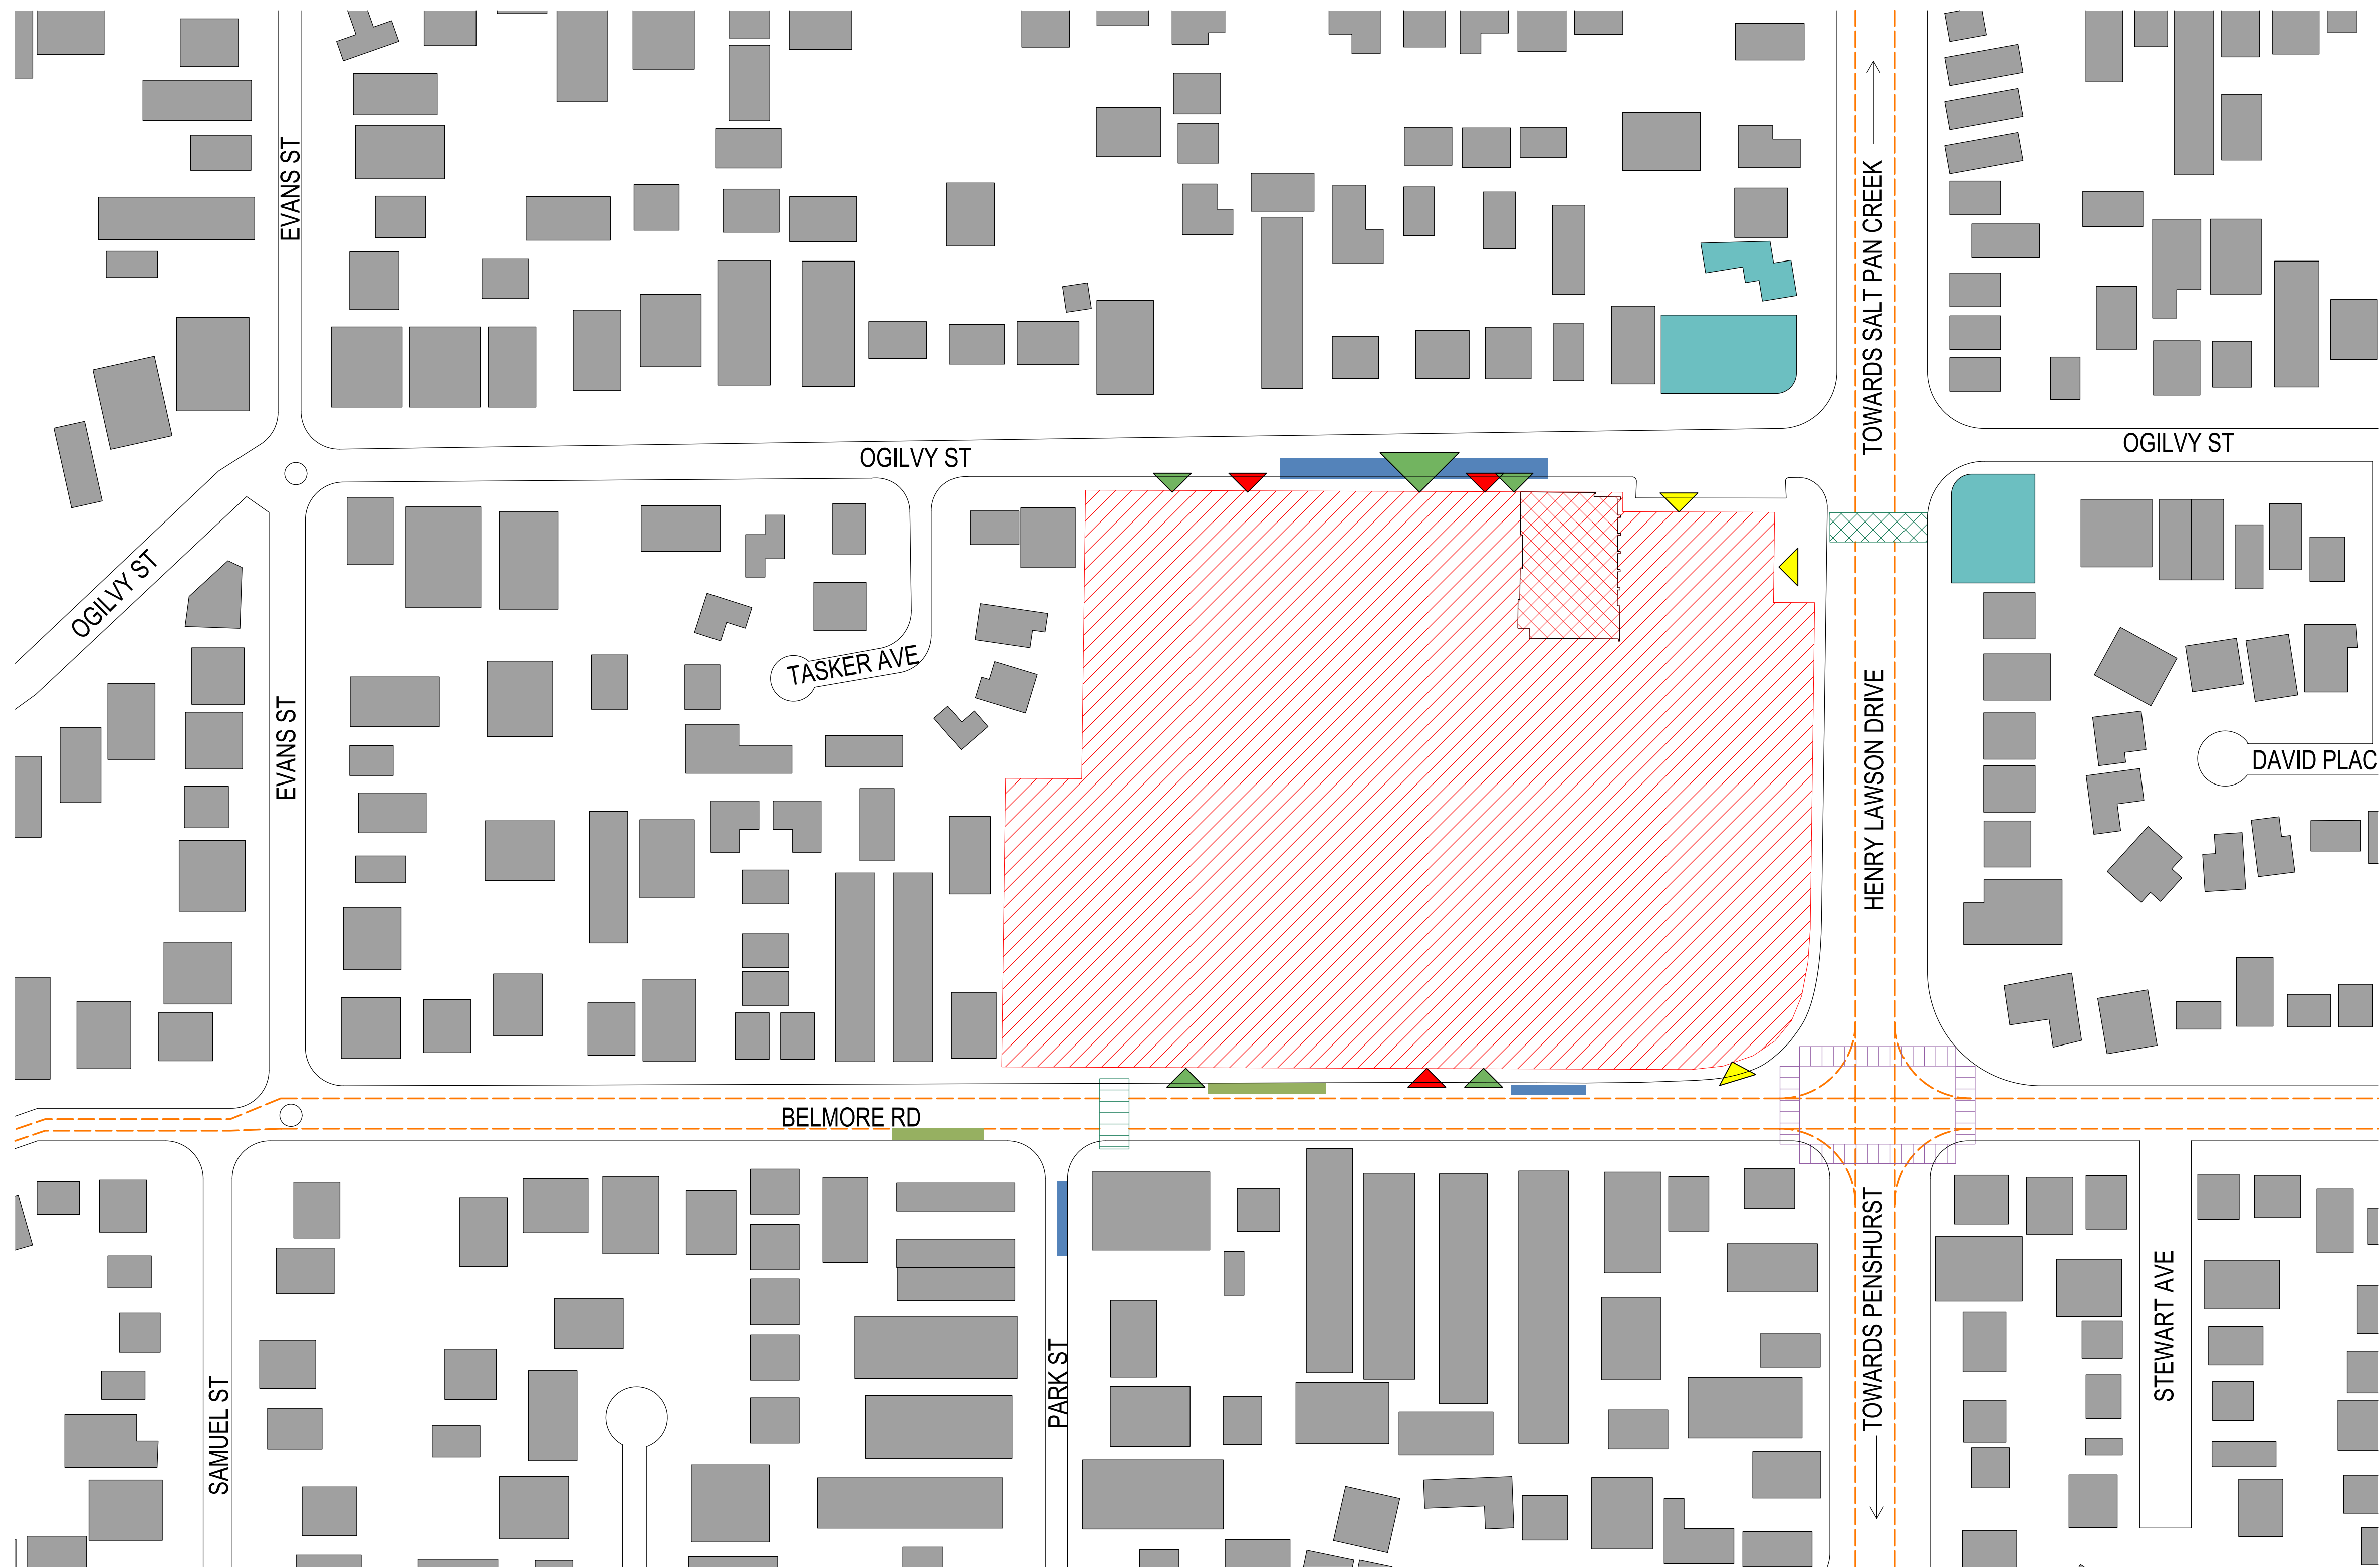 EVANS ST
TOWARDS SALT PAN CREEK
OGILVY ST
OGILVY ST
OGILVY ST
TASKER AVE
EVANS ST
HENRY LAWSON DRIVE
DAVID PLAC
BELMORE RD
SAMUEL ST
PARK ST
TOWARDS PENSHURST
STEWART AVE